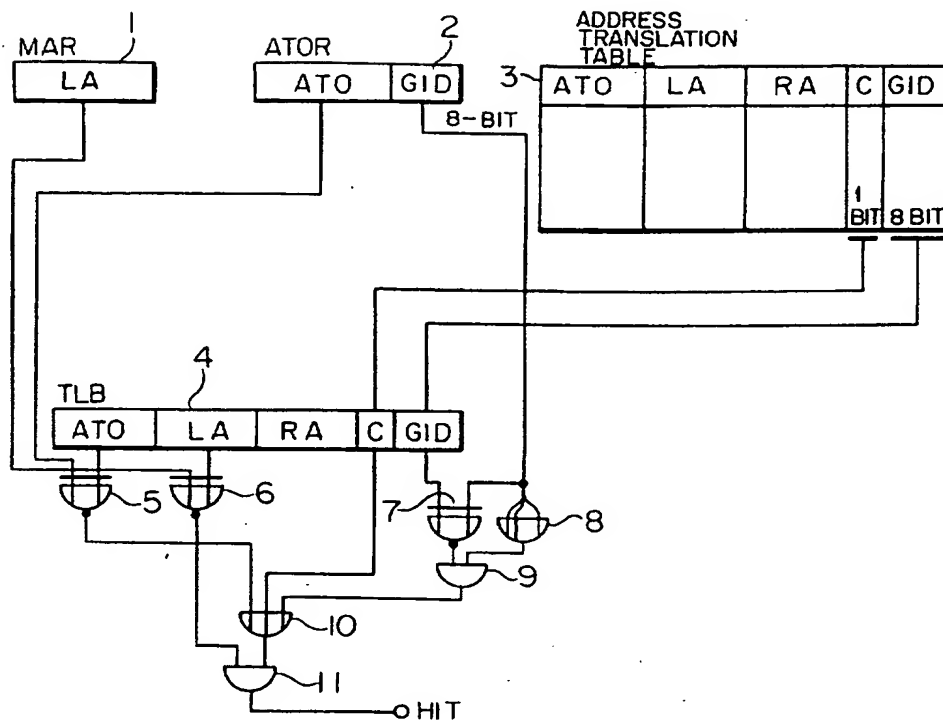 MAR
1
LA
ATOR
2
ATO GID
8-BIT
ADDRESS
TRANSLATION
TABLE
3
ATO LA RA C GID
1
BIT 8 BIT
TLB
4
ATO LA RA C GID
5
6
7
8
9
10
11
HIT